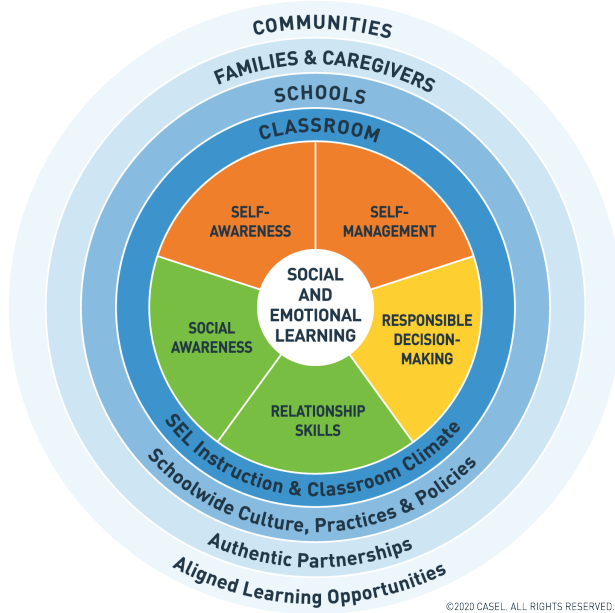 COMMUNITIES
FAMILIES & CAREGIVERS
SCHOOLS
CLASSROOM
SELF-
AWARENESS
SELF-
MANAGEMENT
SOCIAL
AND
EMOTIONAL
LEARNING
SOCIAL
AWARENESS
RESPONSIBLE
DECISION-
MAKING
RELATIONSHIP
SKILLS
SEL Instruction & Classroom Climate
Schoolwide Culture, Practices & Policies
Authentic Partnerships
Aligned Learning Opportunities
©2020 CASEL. ALL RIGHTS RESERVED.